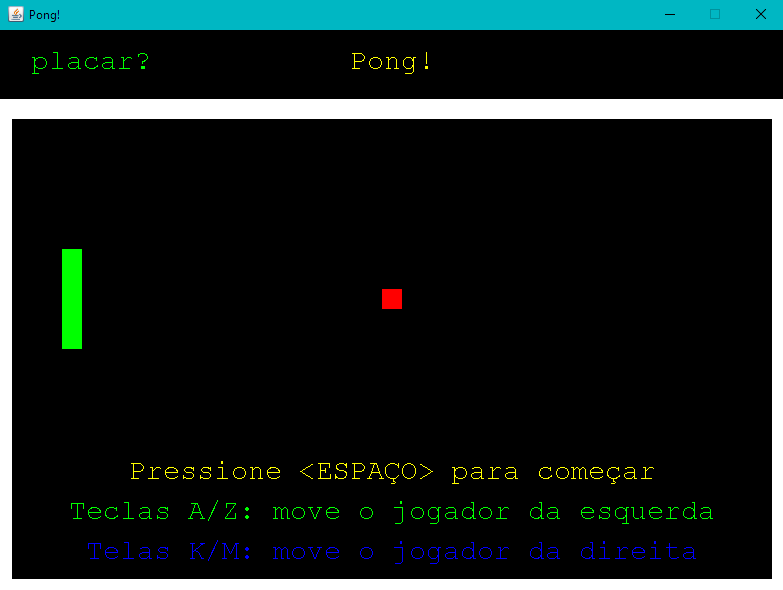 Pong!
placar? Pong!
Pressione <ESPAÇO> para começar
Teclas A/Z: move o jogador da esquerda
Telas K/M: move o jogador da direita